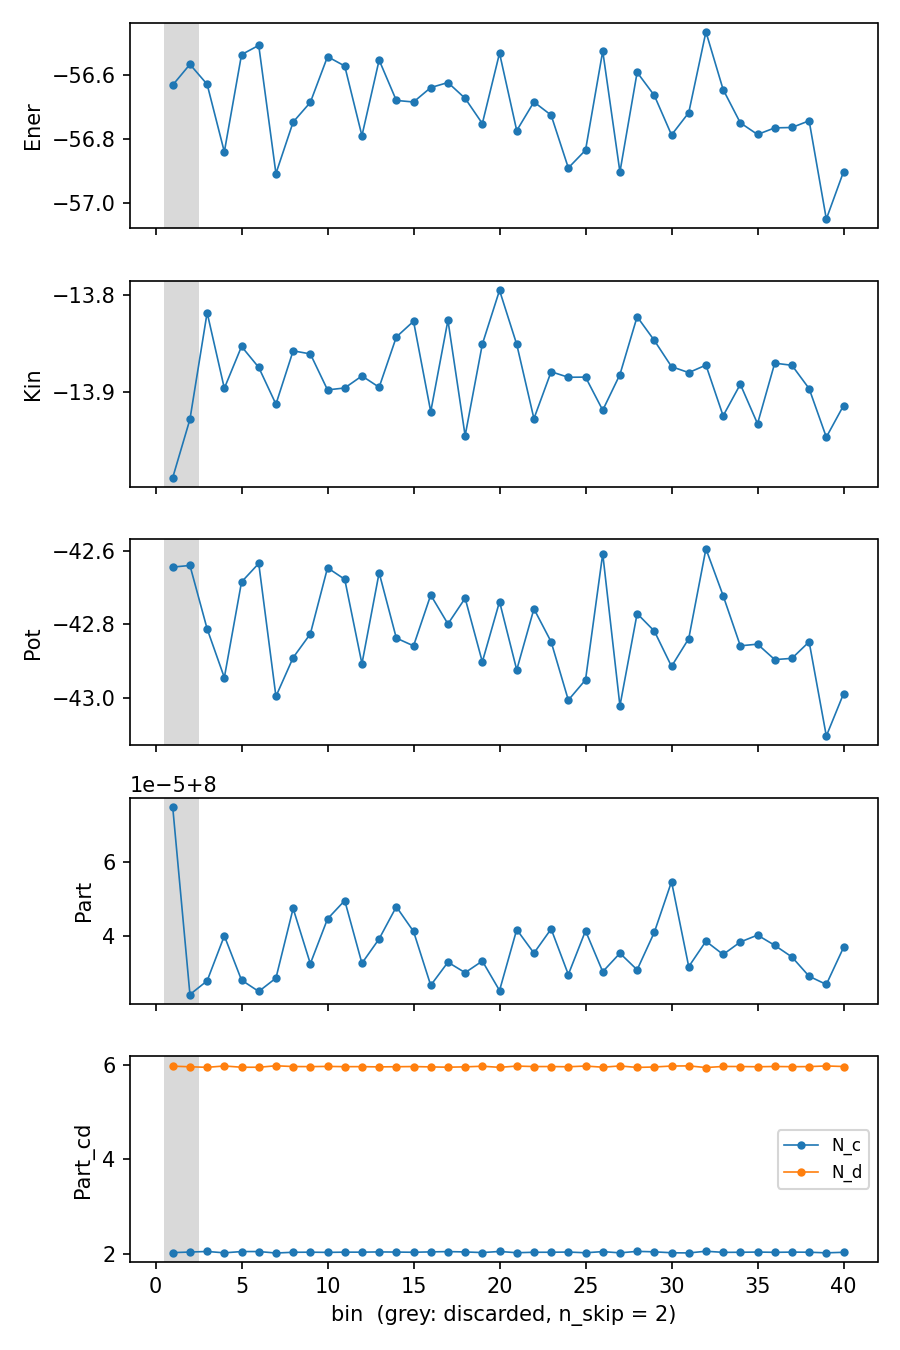 Ener
−56.6
−56.8
−57.0
Kin
−13.8
−13.9
Pot
−42.6
−42.8
−43.0
1e−5+8
Part
6
4
Part_cd
6
4
2
N_c
N_d
0 5 10 15 20 25 30 35 40
bin (grey: discarded, n_skip = 2)